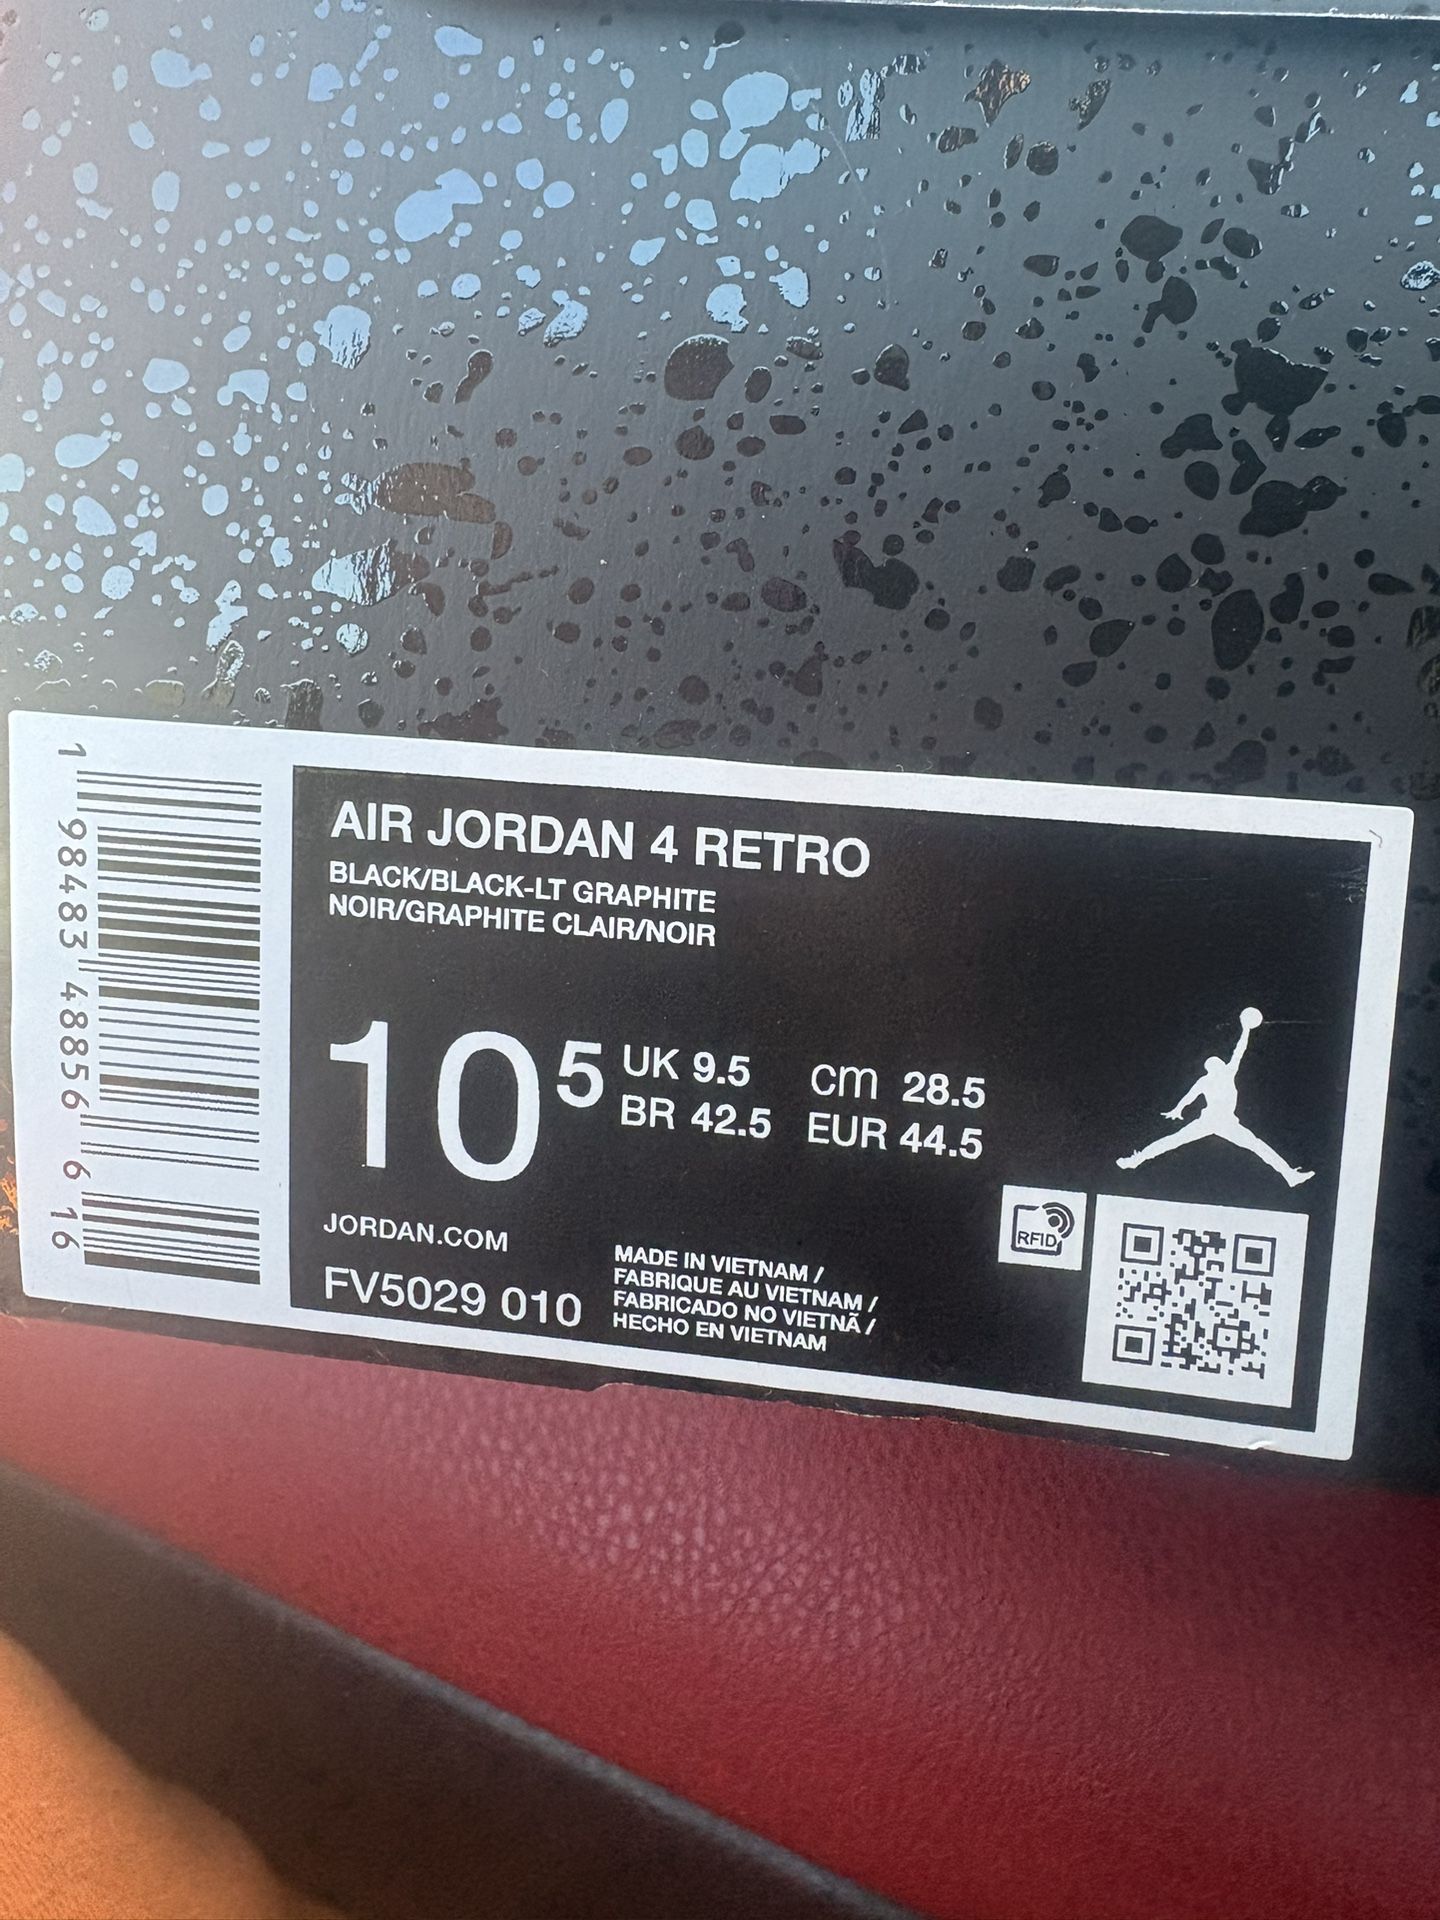 1 98483 48856 6 16
AIR JORDAN 4 RETRO
BLACK/BLACK-LT GRAPHITE
NOIR/GRAPHITE CLAIR/NOIR
10 5
UK 9.5 cm 28.5
BR 42.5 EUR 44.5
JORDAN.COM
FV5029 010
MADE IN VIETNAM /
FABRIQUE AU VIETNAM /
FABRICADO NO VIETNÃ /
HECHO EN VIETNAM
RFID